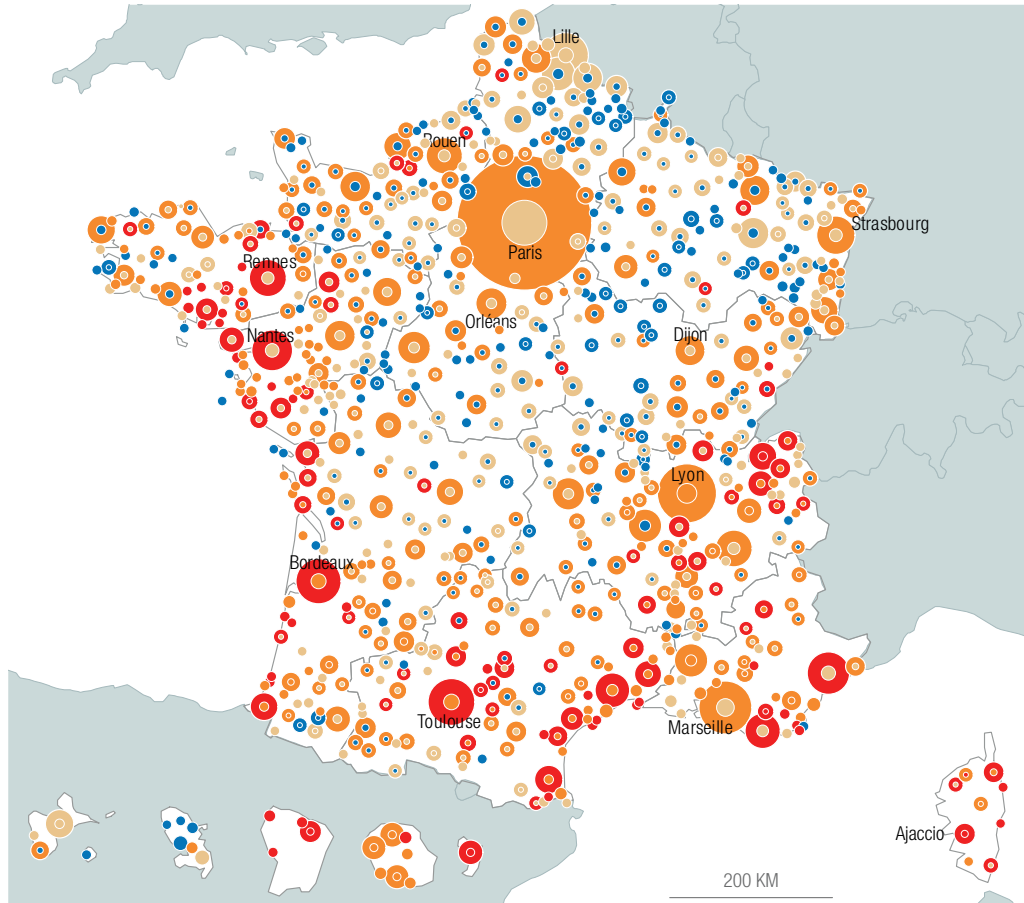 Lille
Rouen
Paris
Strasbourg
Rennes
Orléans
Nantes
Dijon
Lyon
Bordeaux
Toulouse
Marseille
Ajaccio
200 KM